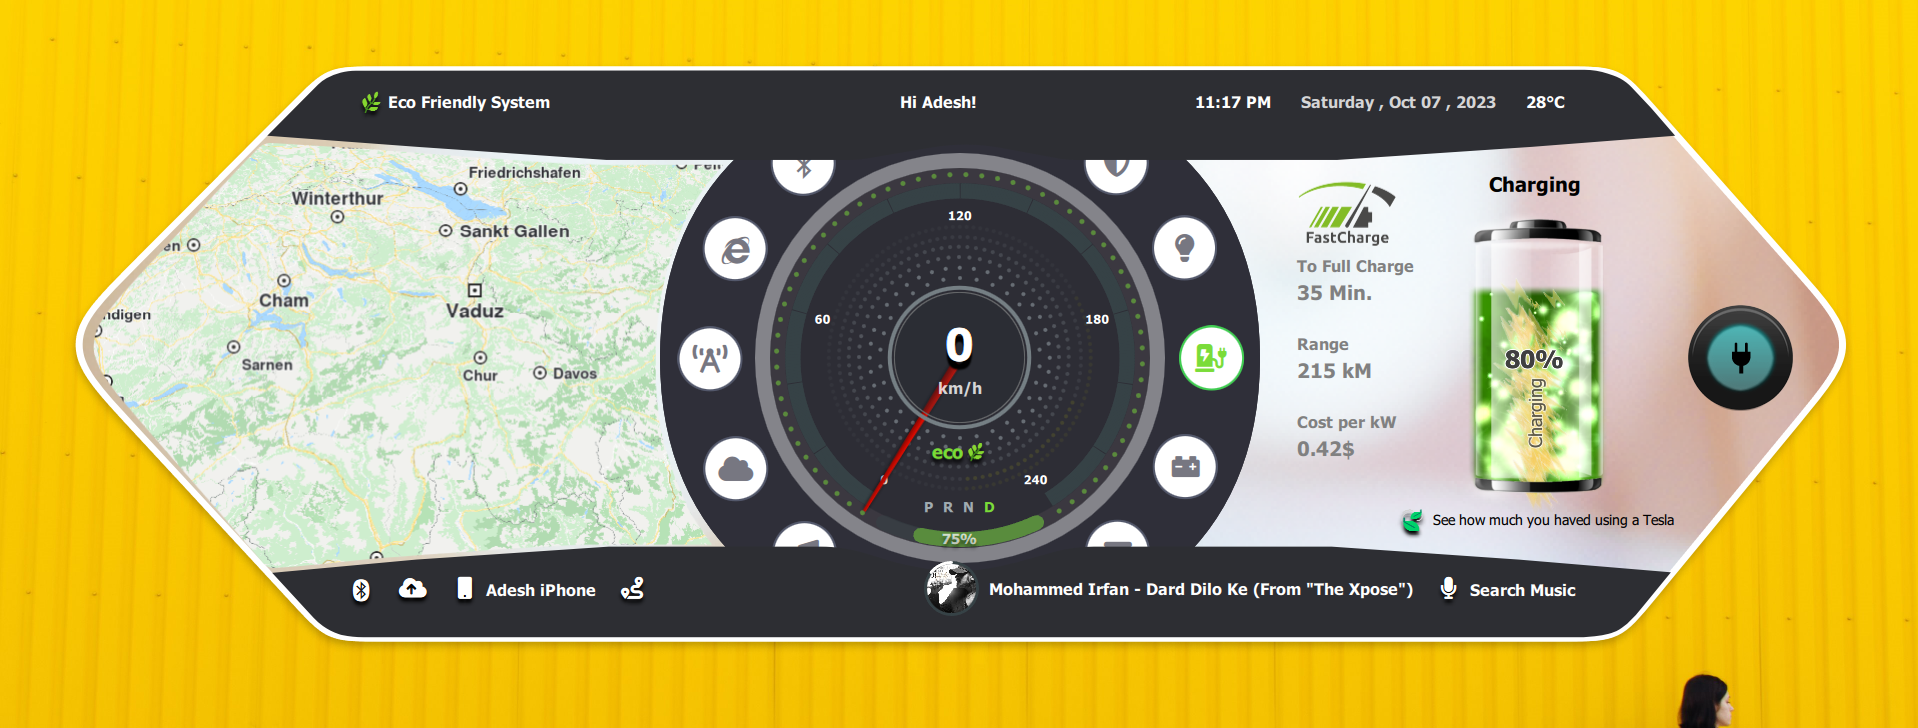 Eco Friendly System
Hi Adesh!
11:17 PM Saturday , Oct 07 , 2023 28°C
Friedrichshafen
Winterthur
Sankt Gallen
Cham
Vaduz
Sarnen
Chur
Davos
120
60
180
0
km/h
eco
0
240
P R N D
75%
FastCharge
To Full Charge
35 Min.
Range
215 kM
Cost per kW
0.42$
Charging
80%
Charging
See how much you haved using a Tesla
Adesh iPhone
Mohammed Irfan - Dard Dilo Ke (From "The Xpose")
Search Music